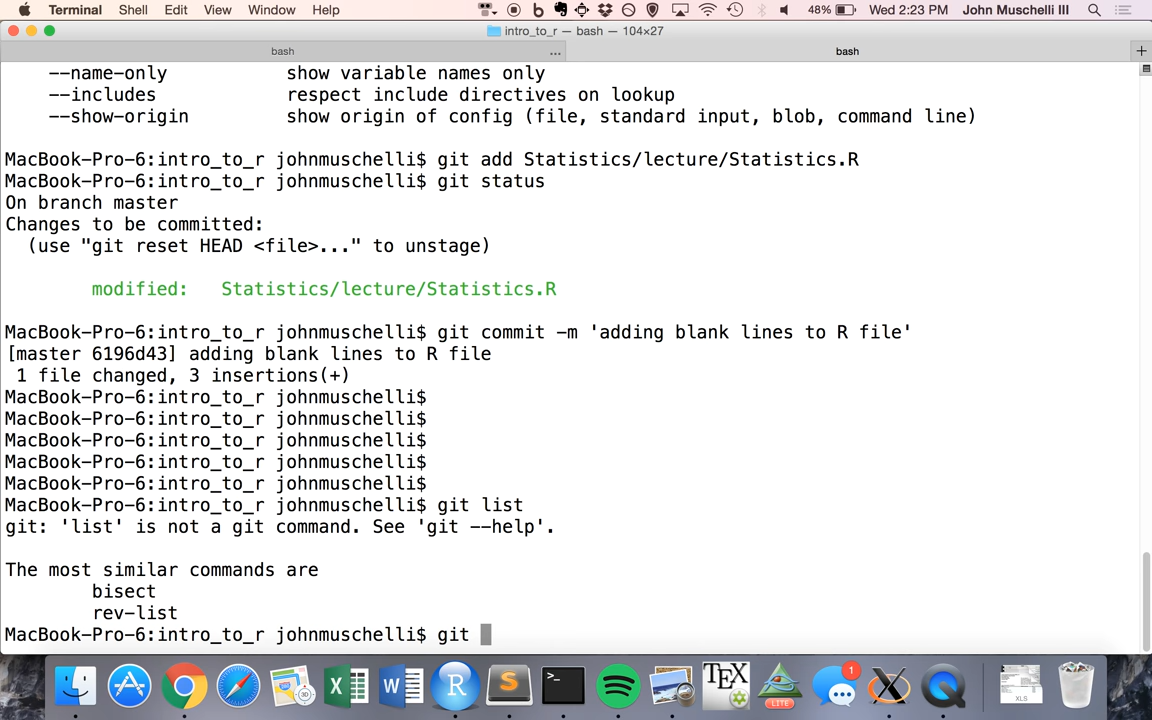 Terminal Shell Edit View Window Help 48% Wed 2:23 PM John Muschelli III
intro_to_r — bash — 104×27
bash ... bash +
--name-only show variable names only
--includes respect include directives on lookup
--show-origin show origin of config (file, standard input, blob, command line)
MacBook-Pro-6:intro_to_r johnmuschelli$ git add Statistics/lecture/Statistics.R
MacBook-Pro-6:intro_to_r johnmuschelli$ git status
On branch master
Changes to be committed:
(use "git reset HEAD <file>..." to unstage)
modified: Statistics/lecture/Statistics.R
MacBook-Pro-6:intro_to_r johnmuschelli$ git commit -m 'adding blank lines to R file'
[master 6196d43] adding blank lines to R file
1 file changed, 3 insertions(+)
MacBook-Pro-6:intro_to_r johnmuschelli$
MacBook-Pro-6:intro_to_r johnmuschelli$
MacBook-Pro-6:intro_to_r johnmuschelli$
MacBook-Pro-6:intro_to_r johnmuschelli$
MacBook-Pro-6:intro_to_r johnmuschelli$
MacBook-Pro-6:intro_to_r johnmuschelli$ git list
git: 'list' is not a git command. See 'git --help'.
The most similar commands are
bisect
rev-list
MacBook-Pro-6:intro_to_r johnmuschelli$ git
X W R S >_ TEX LITE 1 X XLS